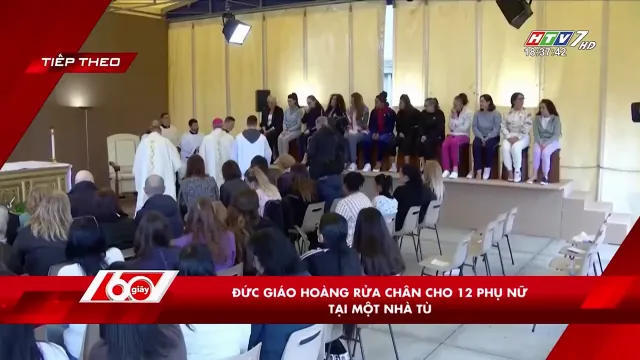 TIẾP THEO
HTV7 HD
18:37:42
60 giây
ĐỨC GIÁO HOÀNG RỬA CHÂN CHO 12 PHỤ NỮ
TẠI MỘT NHÀ TÙ